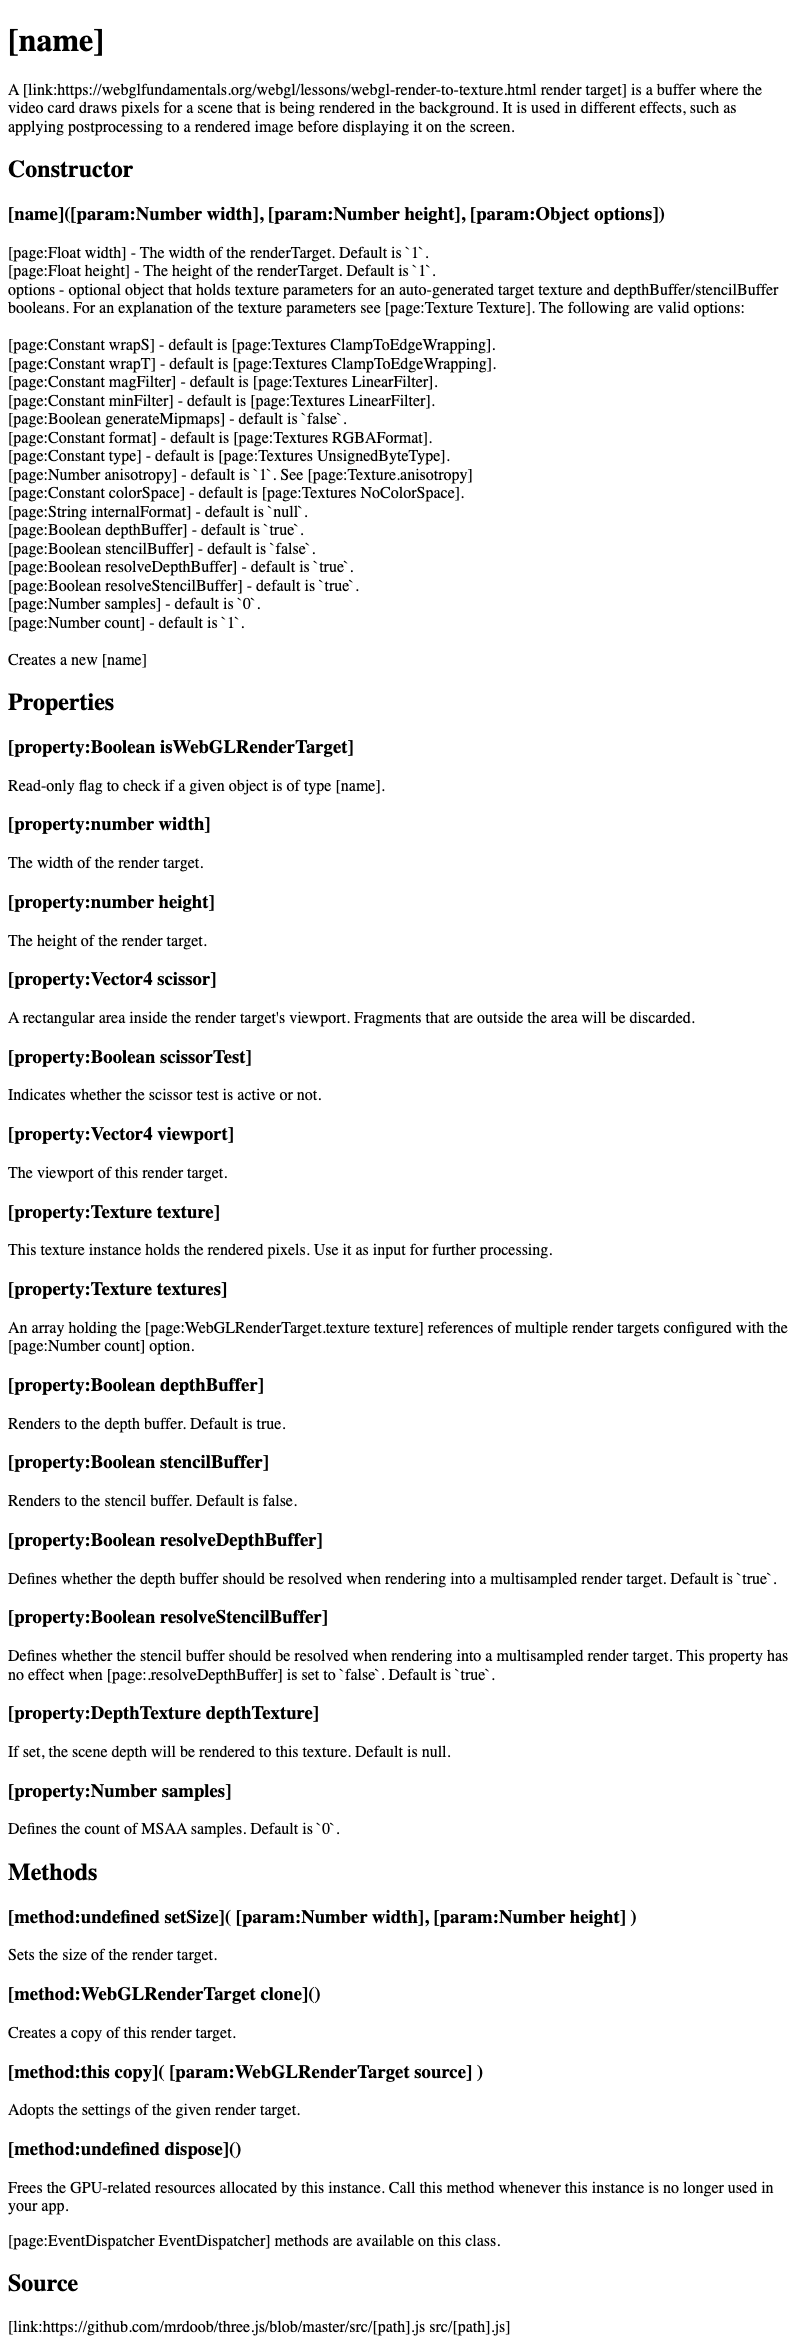 [name]
A [link:https://webglfundamentals.org/webgl/lessons/webgl-render-to-texture.html render target] is a buffer where the
video card draws pixels for a scene that is being rendered in the background. It is used in different effects, such as
applying postprocessing to a rendered image before displaying it on the screen.
Constructor
[name]([param:Number width], [param:Number height], [param:Object options])
[page:Float width] - The width of the renderTarget. Default is `1`.
[page:Float height] - The height of the renderTarget. Default is `1`.
options - optional object that holds texture parameters for an auto-generated target texture and depthBuffer/stencilBuffer
booleans. For an explanation of the texture parameters see [page:Texture Texture]. The following are valid options:
[page:Constant wrapS] - default is [page:Textures ClampToEdgeWrapping].
[page:Constant wrapT] - default is [page:Textures ClampToEdgeWrapping].
[page:Constant magFilter] - default is [page:Textures LinearFilter].
[page:Constant minFilter] - default is [page:Textures LinearFilter].
[page:Boolean generateMipmaps] - default is `false`.
[page:Constant format] - default is [page:Textures RGBAFormat].
[page:Constant type] - default is [page:Textures UnsignedByteType].
[page:Number anisotropy] - default is `1`. See [page:Texture.anisotropy]
[page:Constant colorSpace] - default is [page:Textures NoColorSpace].
[page:String internalFormat] - default is `null`.
[page:Boolean depthBuffer] - default is `true`.
[page:Boolean stencilBuffer] - default is `false`.
[page:Boolean resolveDepthBuffer] - default is `true`.
[page:Boolean resolveStencilBuffer] - default is `true`.
[page:Number samples] - default is `0`.
[page:Number count] - default is `1`.
Creates a new [name]
Properties
[property:Boolean isWebGLRenderTarget]
Read-only flag to check if a given object is of type [name].
[property:number width]
The width of the render target.
[property:number height]
The height of the render target.
[property:Vector4 scissor]
A rectangular area inside the render target's viewport. Fragments that are outside the area will be discarded.
[property:Boolean scissorTest]
Indicates whether the scissor test is active or not.
[property:Vector4 viewport]
The viewport of this render target.
[property:Texture texture]
This texture instance holds the rendered pixels. Use it as input for further processing.
[property:Texture textures]
An array holding the [page:WebGLRenderTarget.texture texture] references of multiple render targets configured with the
[page:Number count] option.
[property:Boolean depthBuffer]
Renders to the depth buffer. Default is true.
[property:Boolean stencilBuffer]
Renders to the stencil buffer. Default is false.
[property:Boolean resolveDepthBuffer]
Defines whether the depth buffer should be resolved when rendering into a multisampled render target. Default is `true`.
[property:Boolean resolveStencilBuffer]
Defines whether the stencil buffer should be resolved when rendering into a multisampled render target. This property has
no effect when [page:.resolveDepthBuffer] is set to `false`. Default is `true`.
[property:DepthTexture depthTexture]
If set, the scene depth will be rendered to this texture. Default is null.
[property:Number samples]
Defines the count of MSAA samples. Default is `0`.
Methods
[method:undefined setSize]( [param:Number width], [param:Number height] )
Sets the size of the render target.
[method:WebGLRenderTarget clone]()
Creates a copy of this render target.
[method:this copy]( [param:WebGLRenderTarget source] )
Adopts the settings of the given render target.
[method:undefined dispose]()
Frees the GPU-related resources allocated by this instance. Call this method whenever this instance is no longer used in
your app.
[page:EventDispatcher EventDispatcher] methods are available on this class.
Source
[link:https://github.com/mrdoob/three.js/blob/master/src/[path].js src/[path].js]